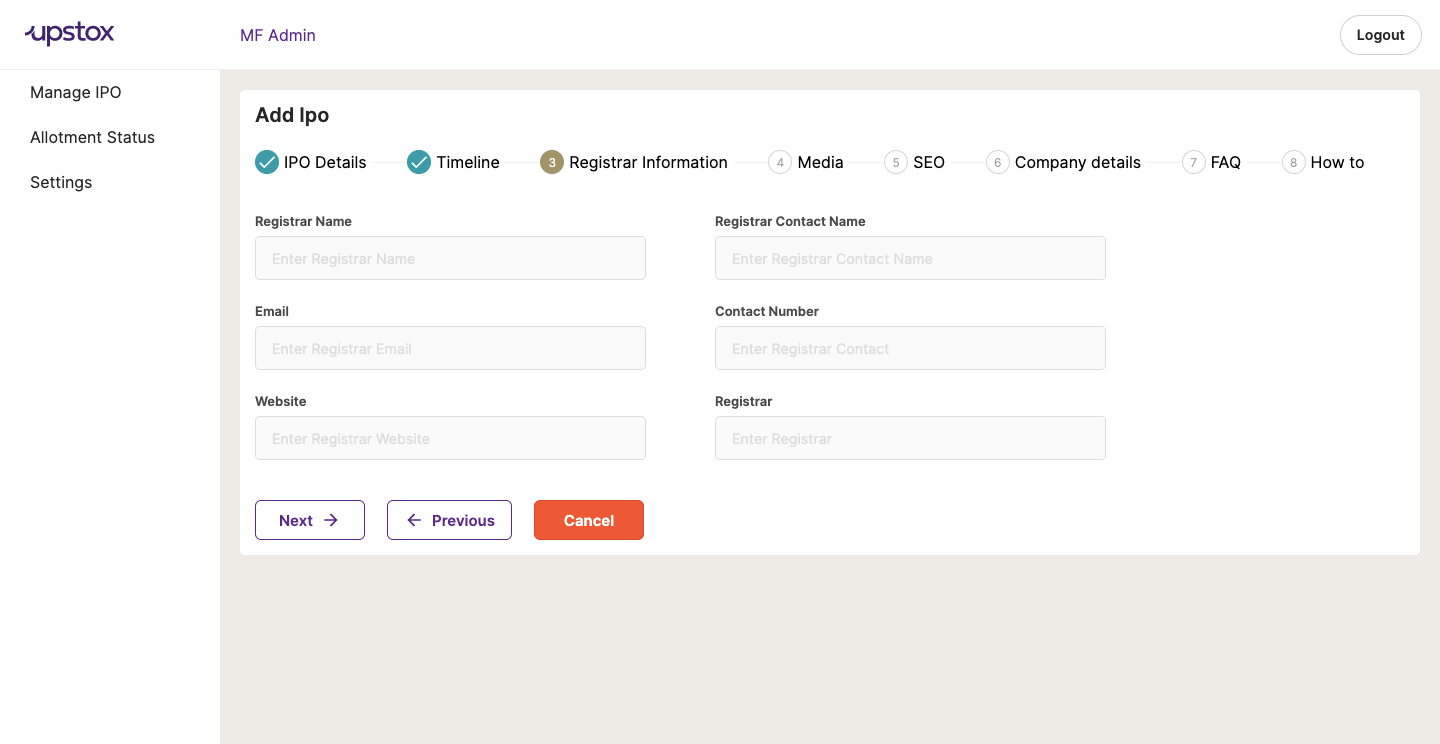 upstox
MF Admin
Logout
Manage IPO
Allotment Status
Settings
Add Ipo
IPO Details
Timeline
3 Registrar Information
4 Media
5 SEO
6 Company details
7 FAQ
8 How to
Registrar Name
Registrar Contact Name
Enter Registrar Name
Enter Registrar Contact Name
Email
Contact Number
Enter Registrar Email
Enter Registrar Contact
Website
Registrar
Enter Registrar Website
Enter Registrar
Next
Previous
Cancel